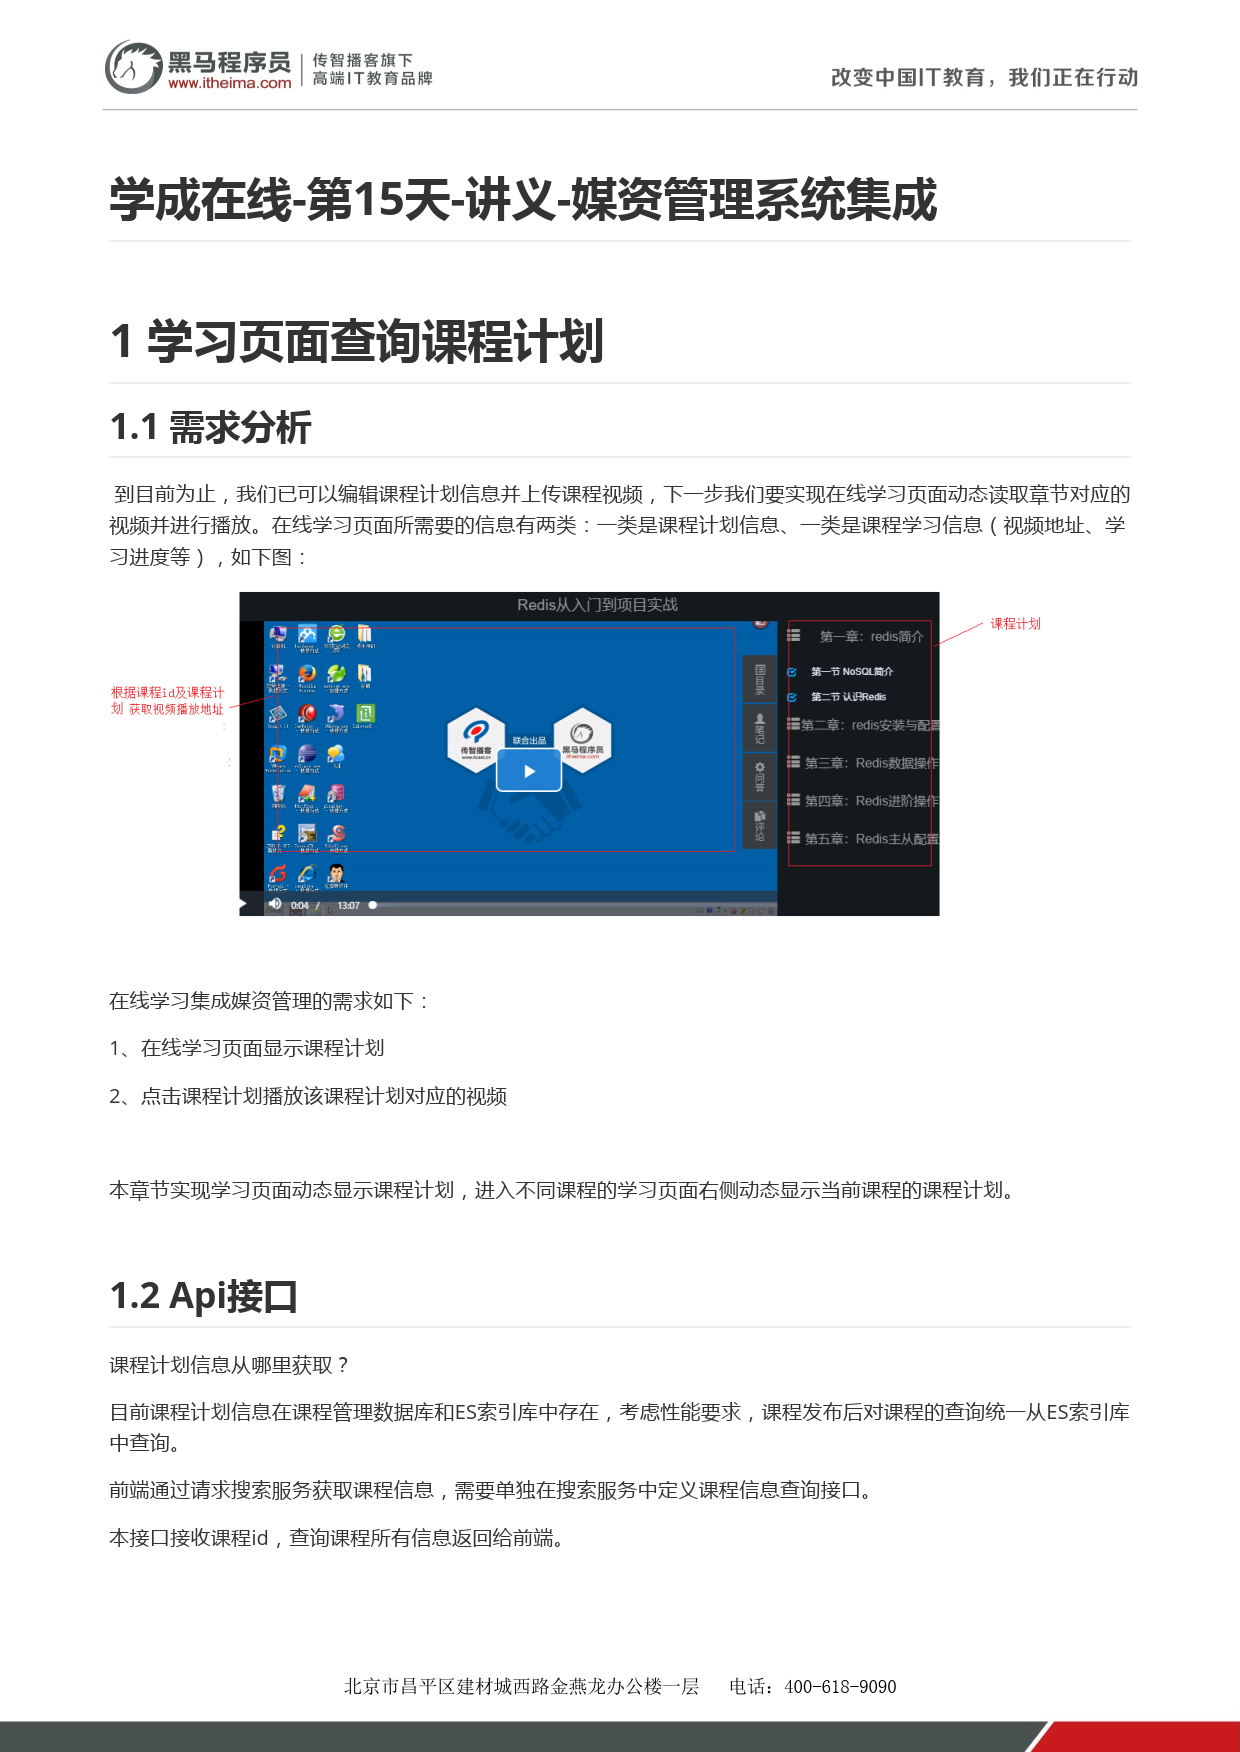 黑马程序员
www.itheima.com
传智播客旗下
高端IT教育品牌
改变中国IT教育，我们正在行动
学成在线-第15天-讲义-媒资管理系统集成
1 学习页面查询课程计划
1.1 需求分析
到目前为止，我们已可以编辑课程计划信息并上传课程视频，下一步我们要实现在线学习页面动态读取章节对应的
视频并进行播放。在线学习页面所需要的信息有两类：一类是课程计划信息、一类是课程学习信息（视频地址、学
习进度等），如下图：
Redis从入门到项目实战
课程计划
第一章：redis简介
第一节 NoSQL简介
第二节 认识Redis
第二章：redis安装与配置
第三章：Redis数据操作
第四章：Redis进阶操作
第五章：Redis主从配置
目录
笔记
问答
评论
根据课程id及课程计
划 获取视频播放地址
传智播客
www.itcast.cn
联合出品
黑马程序员
itheima.com
0:04 / 13:07
在线学习集成媒资管理的需求如下：
1、在线学习页面显示课程计划
2、点击课程计划播放该课程计划对应的视频
本章节实现学习页面动态显示课程计划，进入不同课程的学习页面右侧动态显示当前课程的课程计划。
1.2 Api接口
课程计划信息从哪里获取？
目前课程计划信息在课程管理数据库和ES索引库中存在，考虑性能要求，课程发布后对课程的查询统一从ES索引库
中查询。
前端通过请求搜索服务获取课程信息，需要单独在搜索服务中定义课程信息查询接口。
本接口接收课程id，查询课程所有信息返回给前端。
北京市昌平区建材城西路金燕龙办公楼一层 电话：400-618-9090